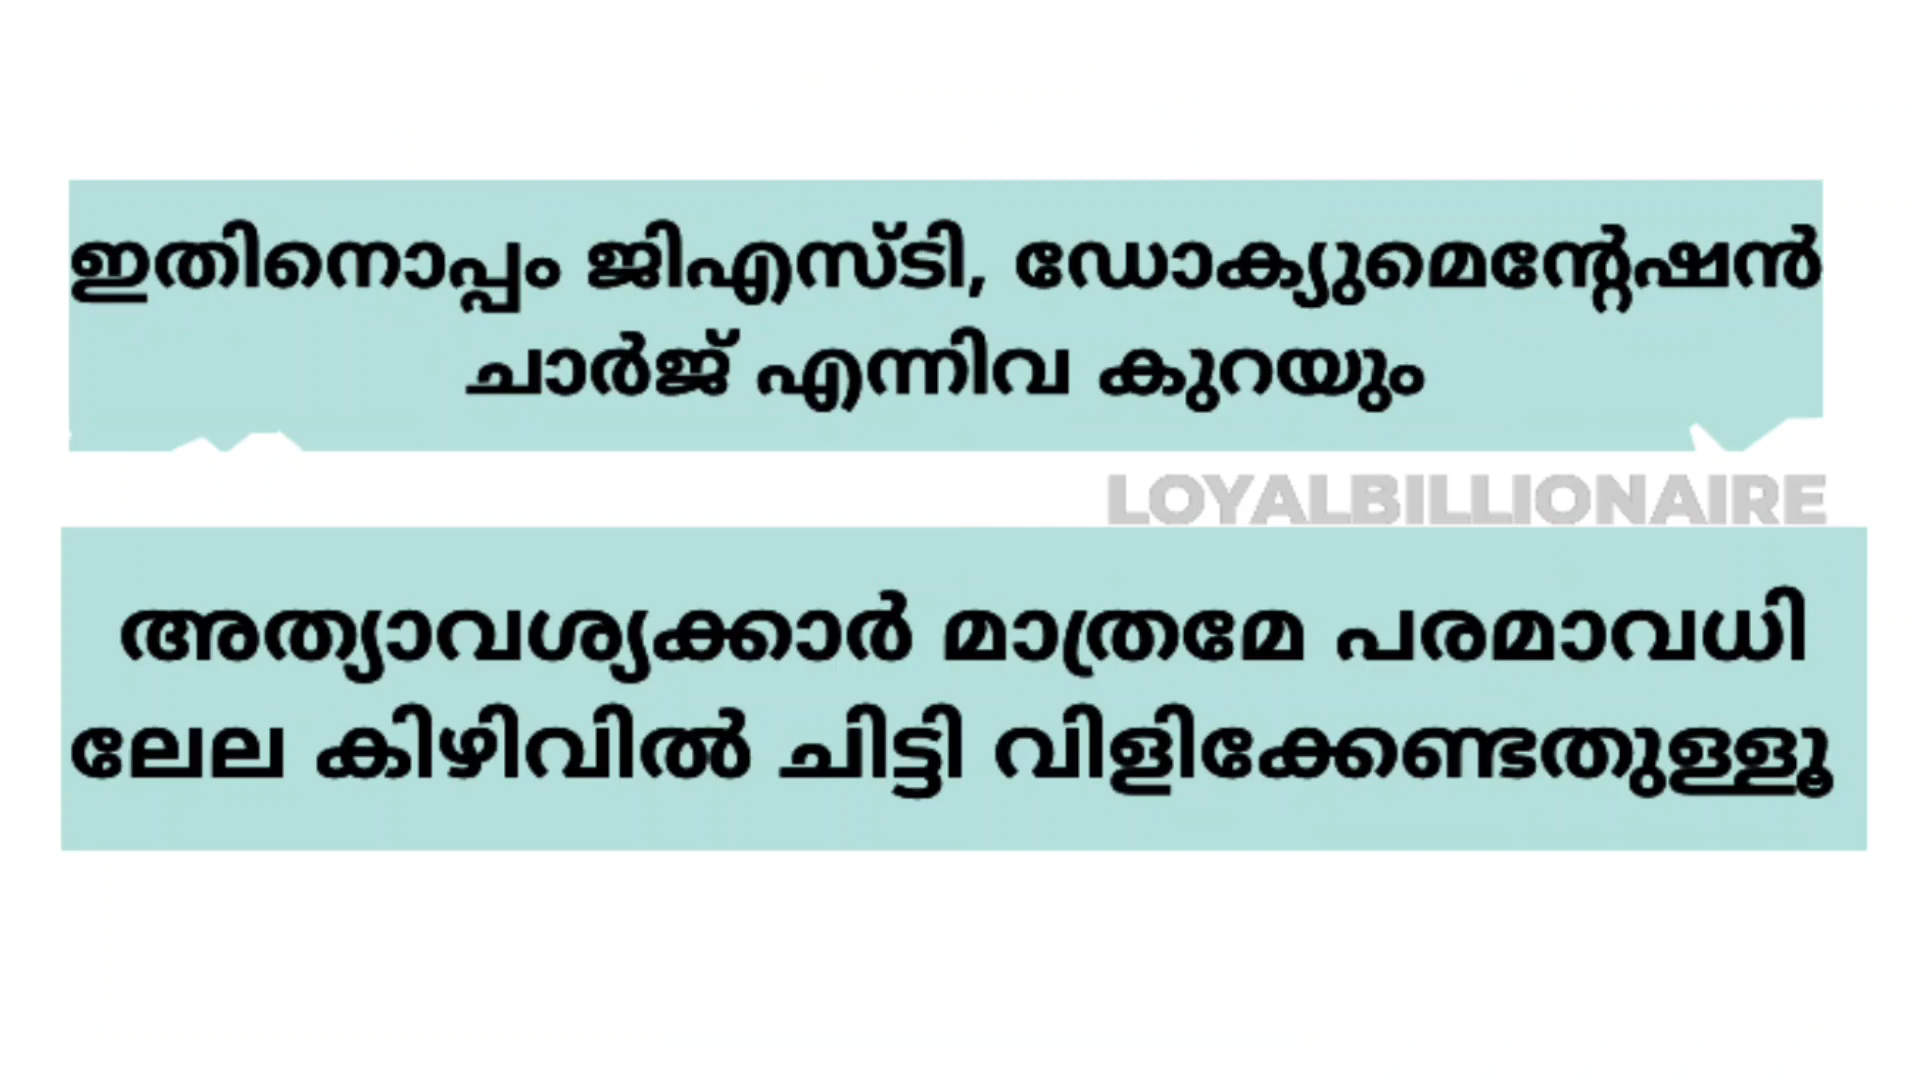 ഇതിനൊപ്പം ജിഎസ്ടി, ഡോക്യുമെന്റേഷൻ
ചാർജ് എന്നിവ കുറയും
LOYALBILLIONAIRE
അത്യാവശ്യക്കാർ മാത്രമേ പരമാവധി
ലേല കിഴിവിൽ ചിട്ടി വിളിക്കേണ്ടതുള്ളൂ